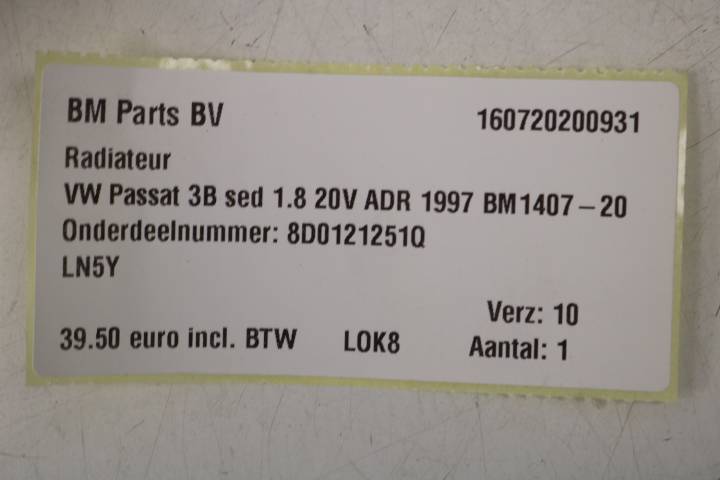 BM Parts BV 160720200931
Radiateur
VW Passat 3B sed 1.8 20V ADR 1997 BM1407-20
Onderdeelnummer: 8D0121251Q
LN5Y
Verz: 10
39.50 euro incl. BTW LOK8 Aantal: 1